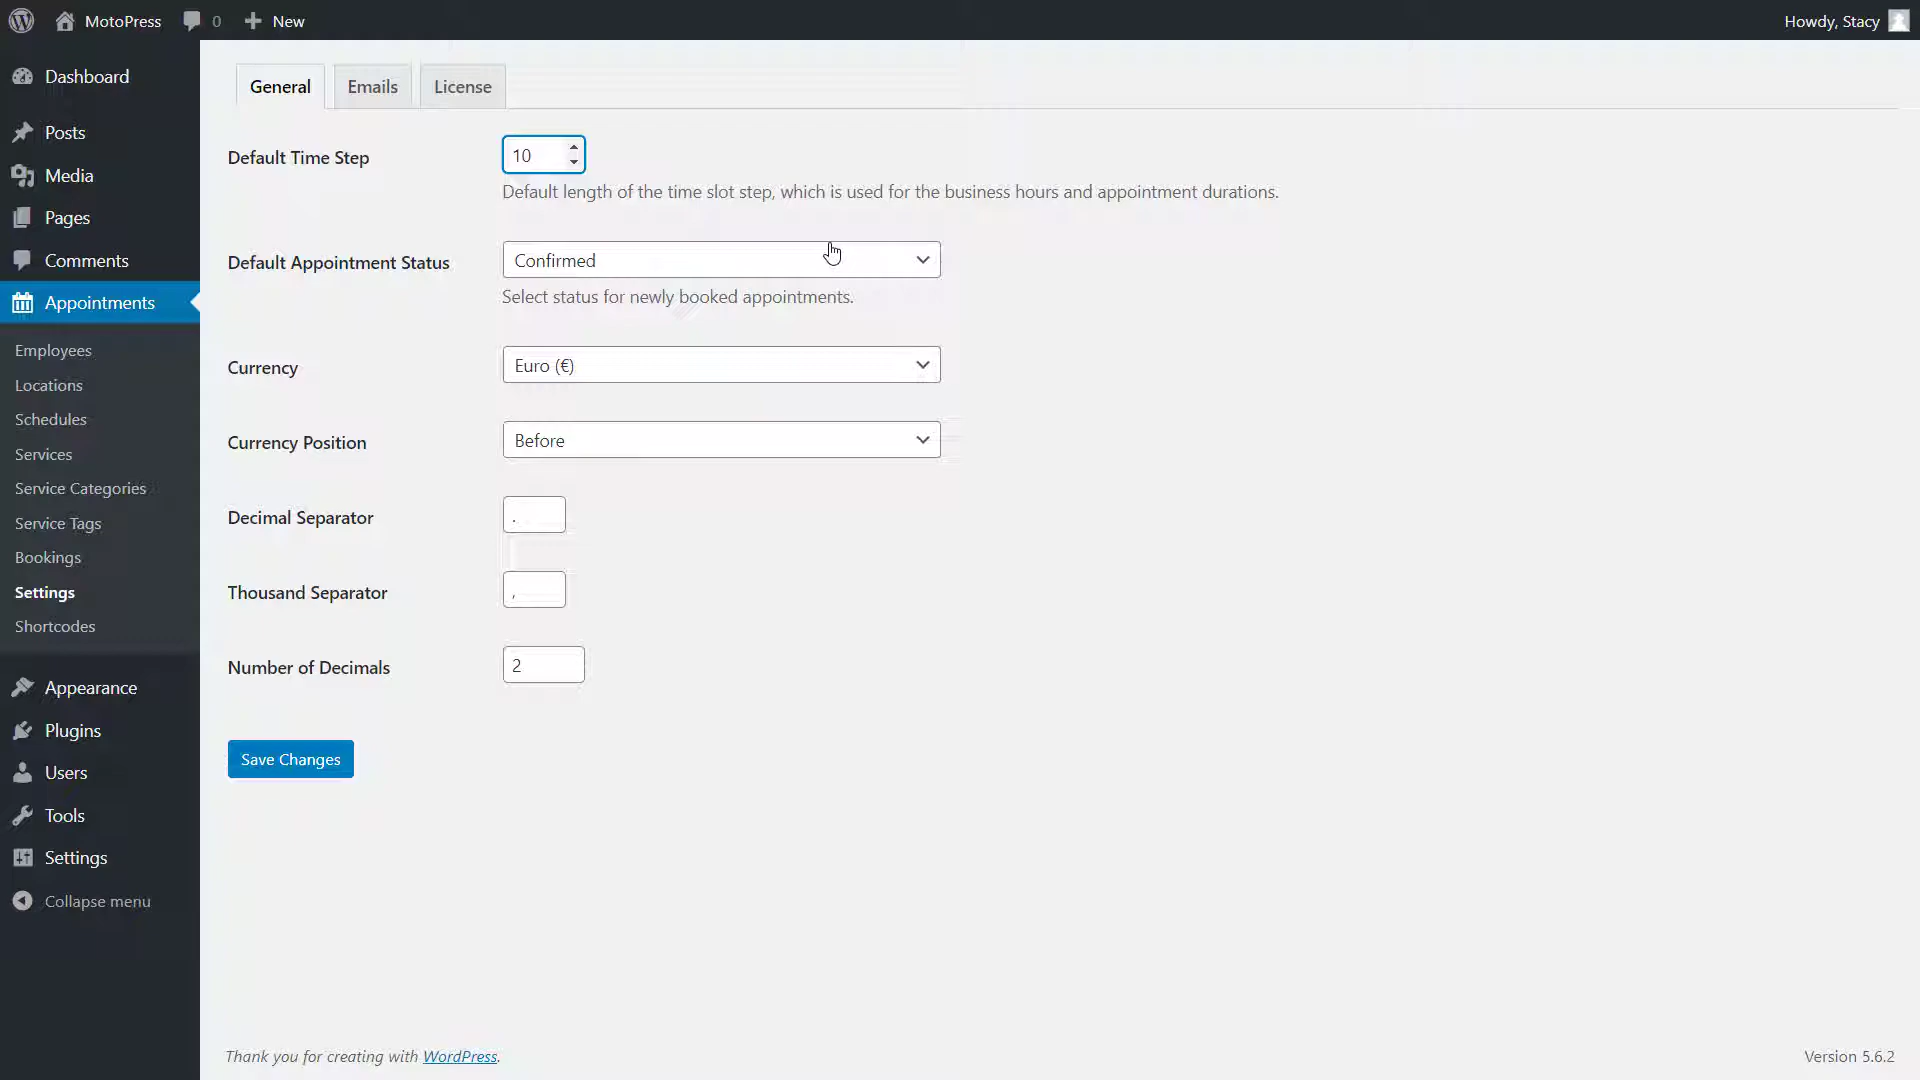 MotoPress 0 New Howdy, Stacy
Dashboard
Posts
Media
Pages
Comments
Appointments
Employees
Locations
Schedules
Services
Service Categories
Service Tags
Bookings
Settings
Shortcodes
Appearance
Plugins
Users
Tools
Settings
Collapse menu
General Emails License
Default Time Step 10
Default length of the time slot step, which is used for the business hours and appointment durations.
Default Appointment Status Confirmed
Select status for newly booked appointments.
Currency Euro (€)
Currency Position Before
Decimal Separator .
Thousand Separator ,
Number of Decimals 2
Save Changes
Thank you for creating with WordPress. Version 5.6.2